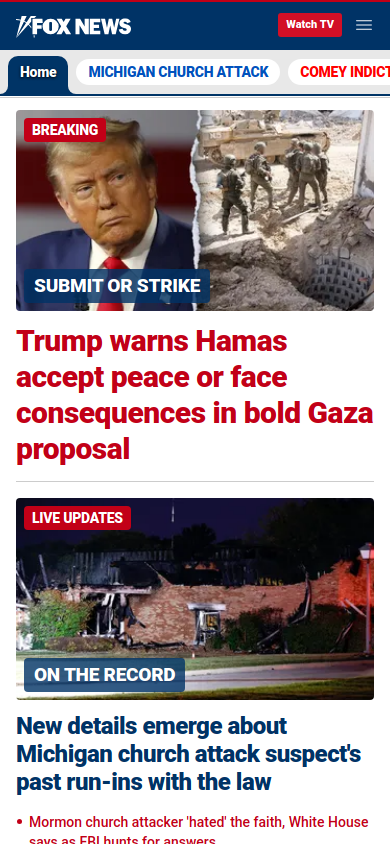 FOX NEWS
Watch TV
Home
MICHIGAN CHURCH ATTACK
COMEY INDICT
BREAKING
SUBMIT OR STRIKE
Trump warns Hamas
accept peace or face
consequences in bold Gaza
proposal
LIVE UPDATES
ON THE RECORD
New details emerge about
Michigan church attack suspect's
past run-ins with the law
• Mormon church attacker 'hated' the faith, White House
says as FBI hunts for answers